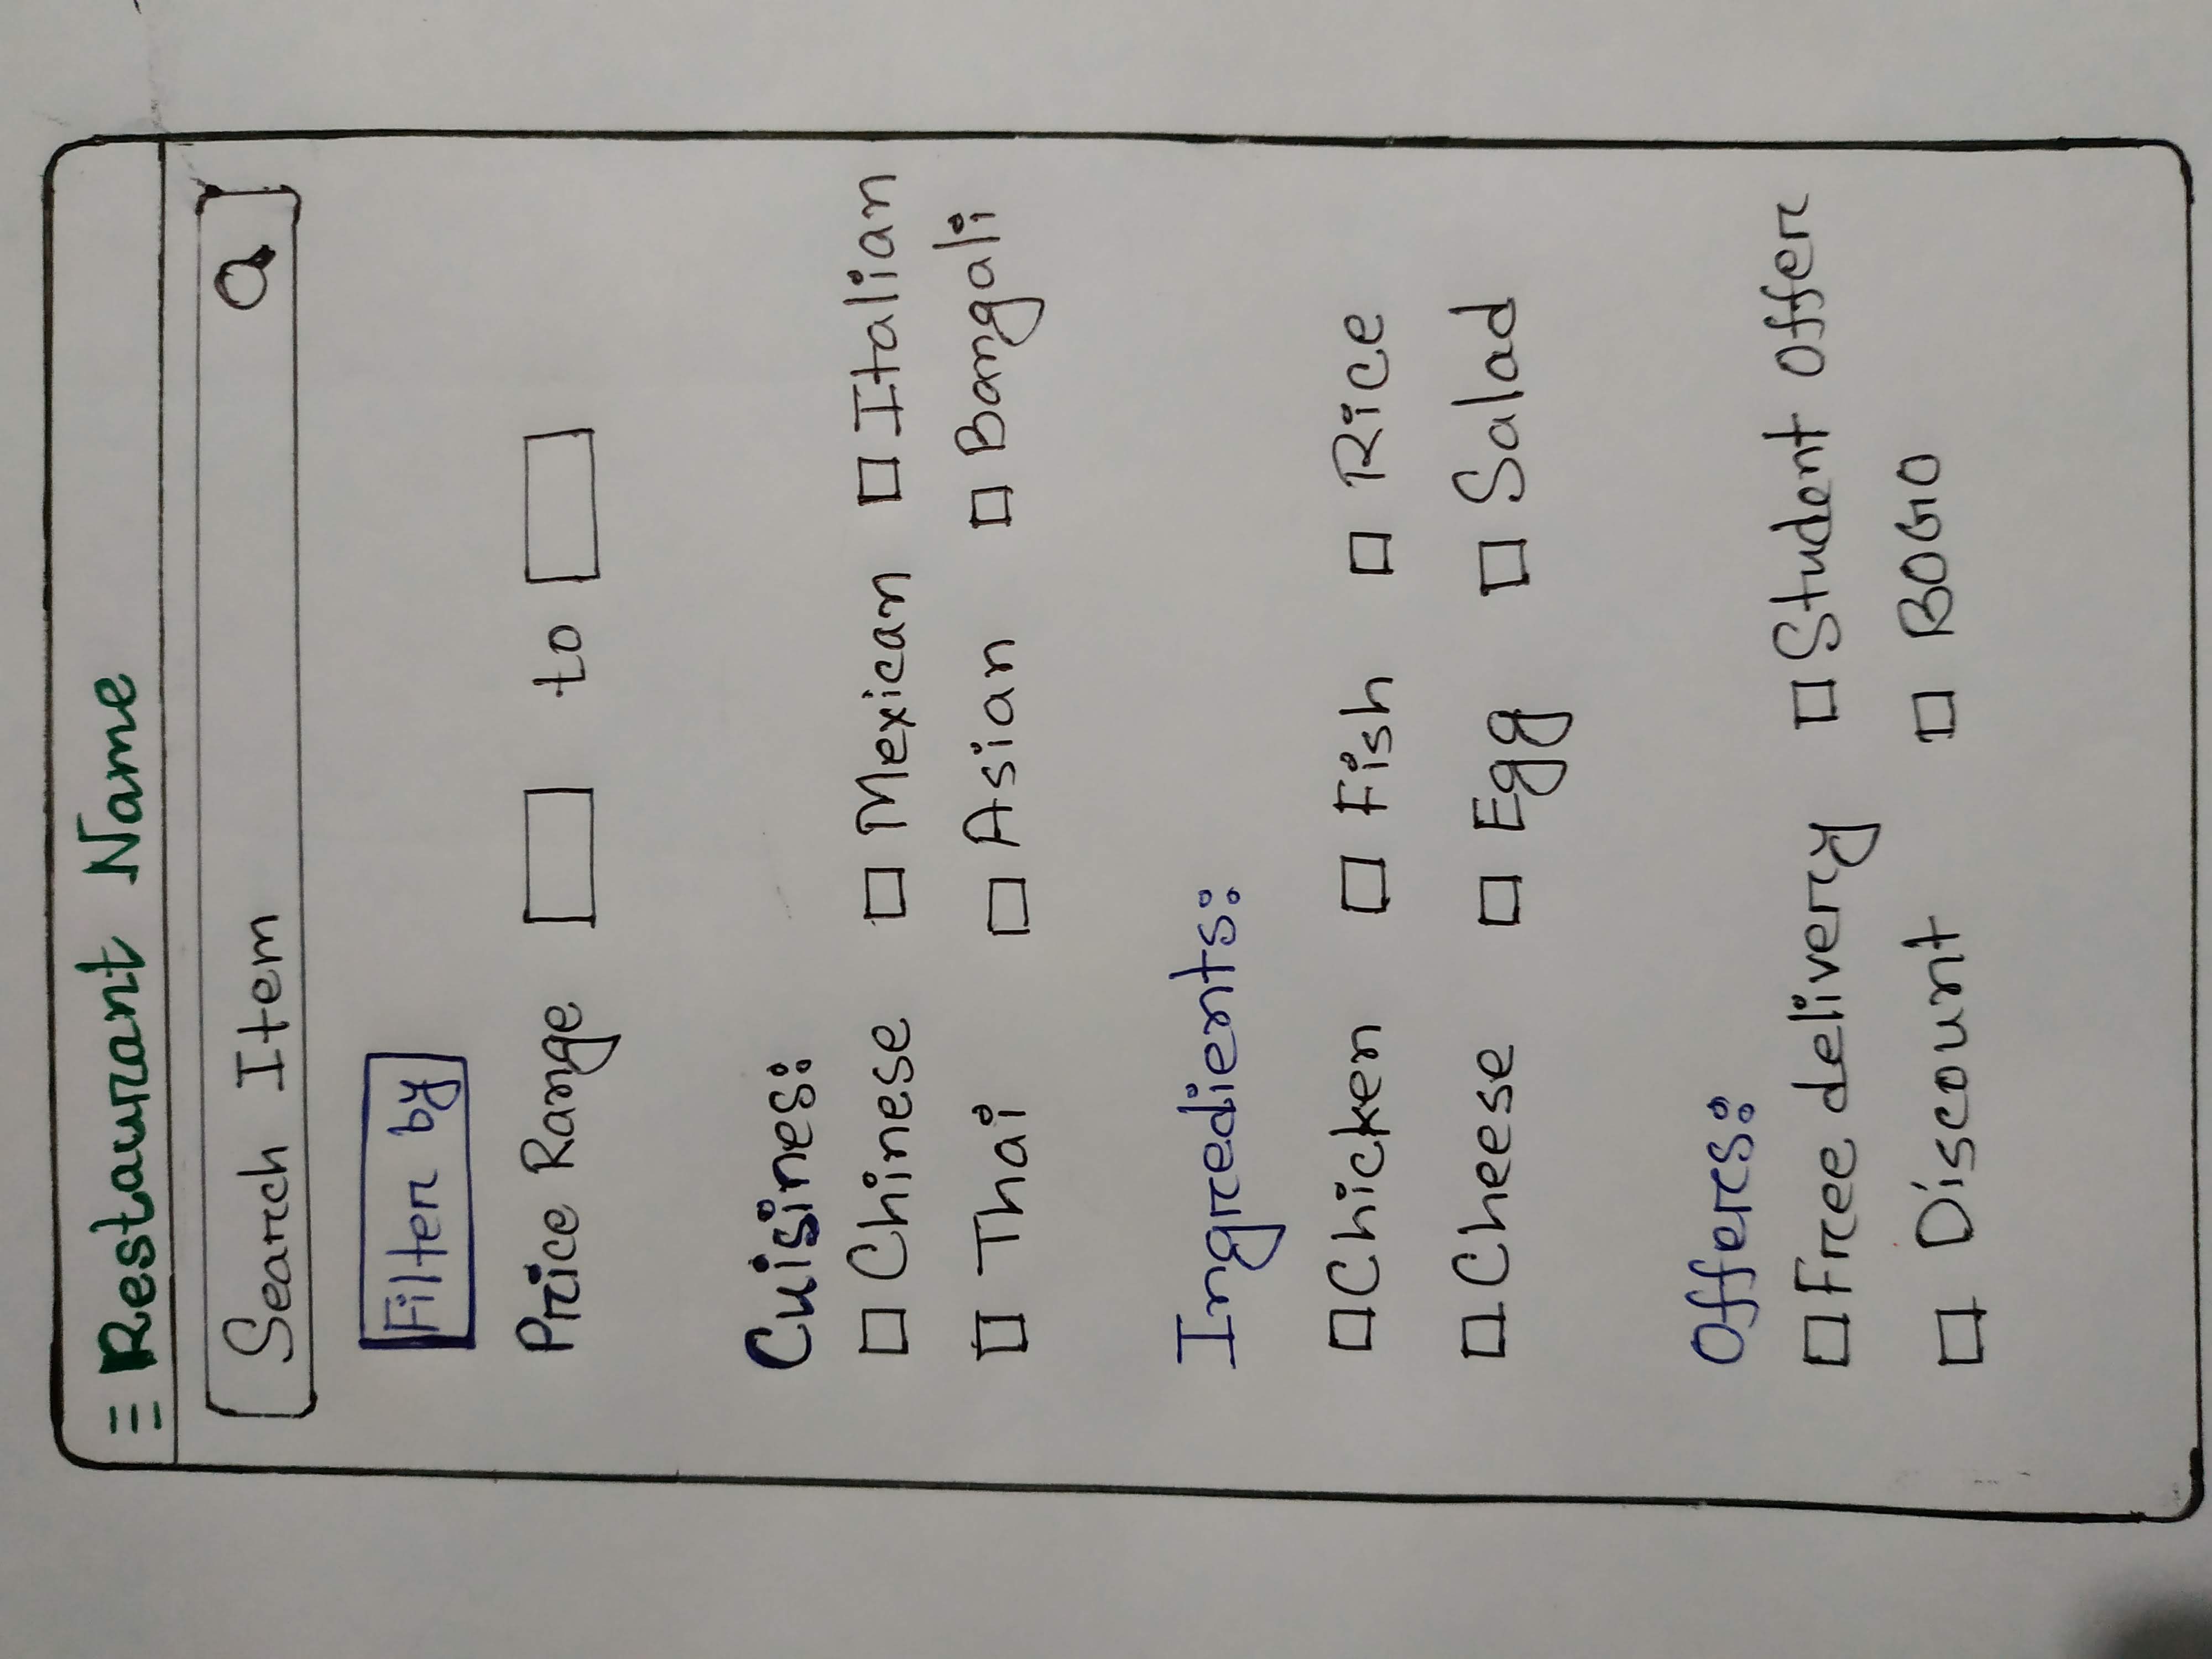 Restaurant Name
Search Item
Filter by
Price Range to
Cuisines:
Chinese Mexican Italian
Thai Asian Bangali
Ingredients:
Chicken Fish Rice
Cheese Egg Salad
Offers:
Free delivery Student Offer
Discount BOGO